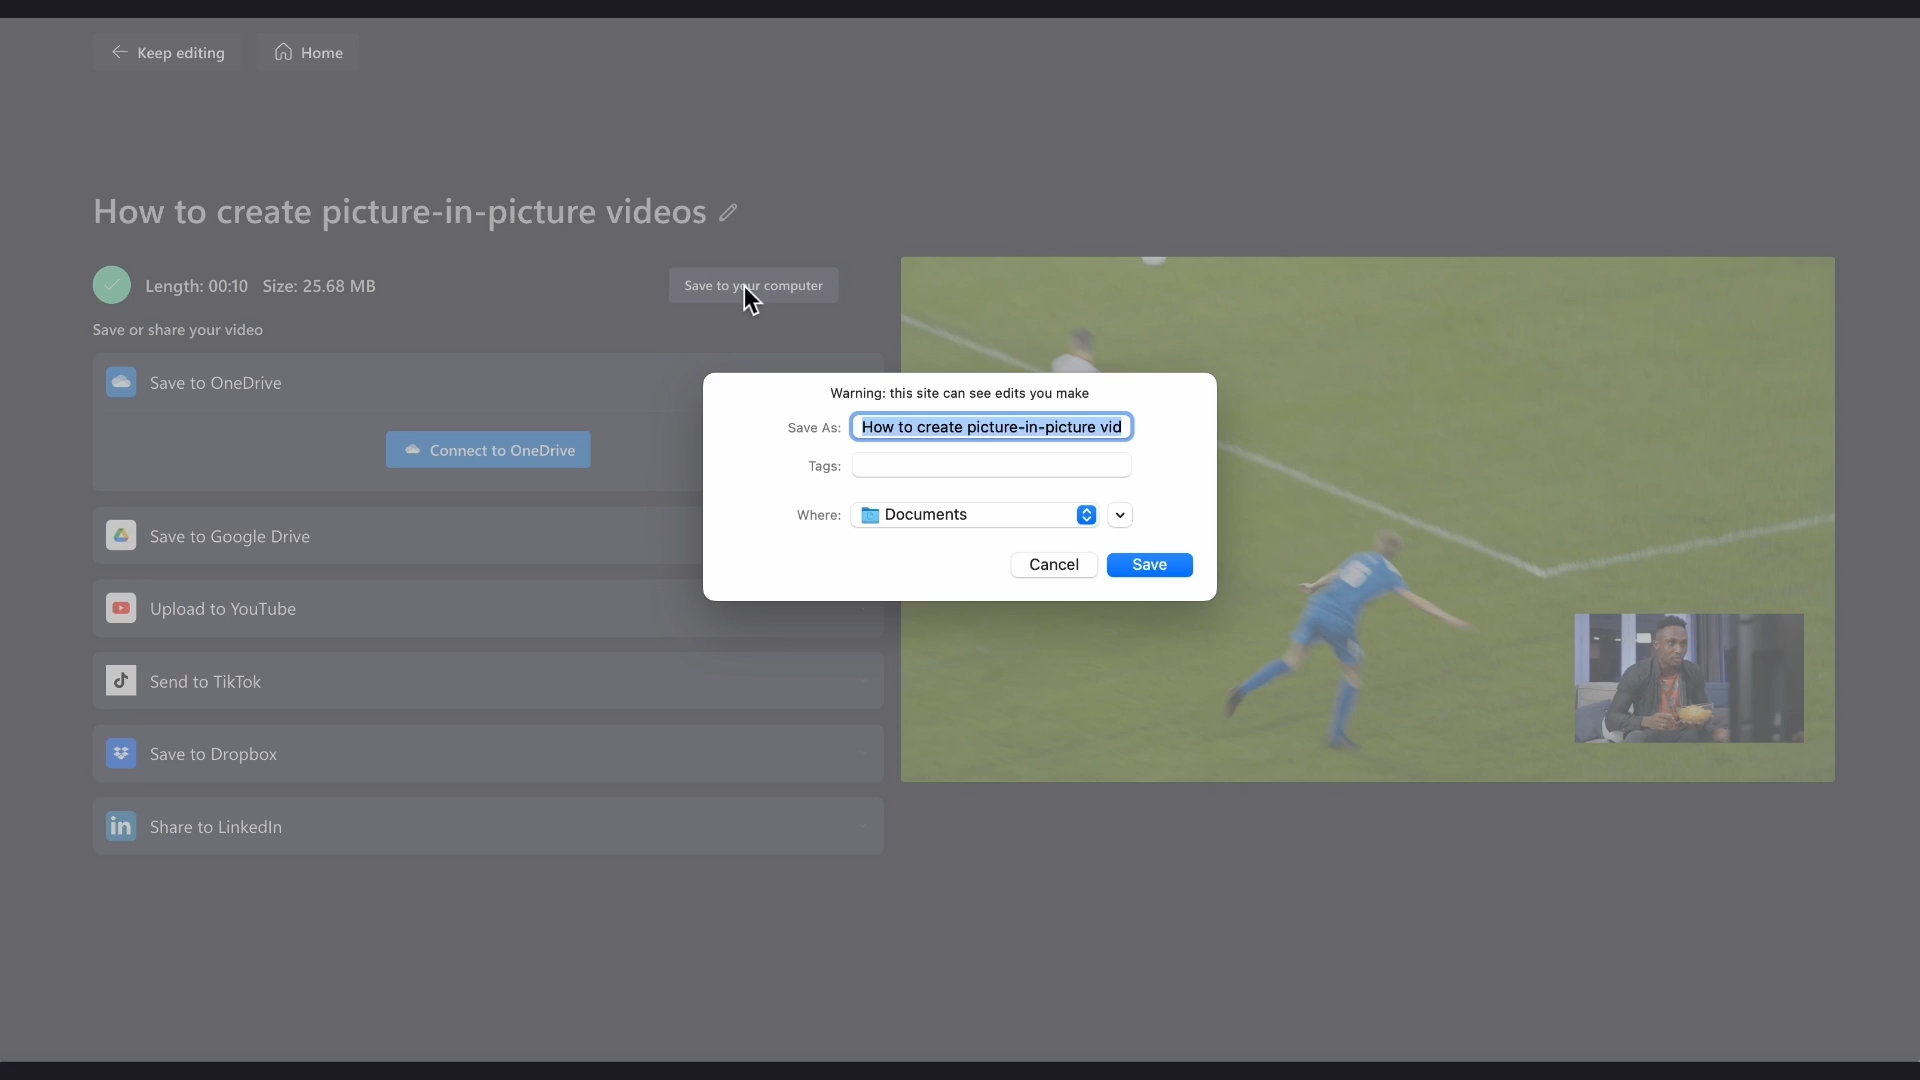 Keep editing
Home
How to create picture-in-picture videos
Length: 00:10 Size: 25.68 MB
Save to your computer
Save or share your video
Save to OneDrive
Connect to OneDrive
Save to Google Drive
Upload to YouTube
Send to TikTok
Save to Dropbox
Share to LinkedIn
Warning: this site can see edits you make
Save As: How to create picture-in-picture vid
Tags:
Where: Documents
Cancel Save